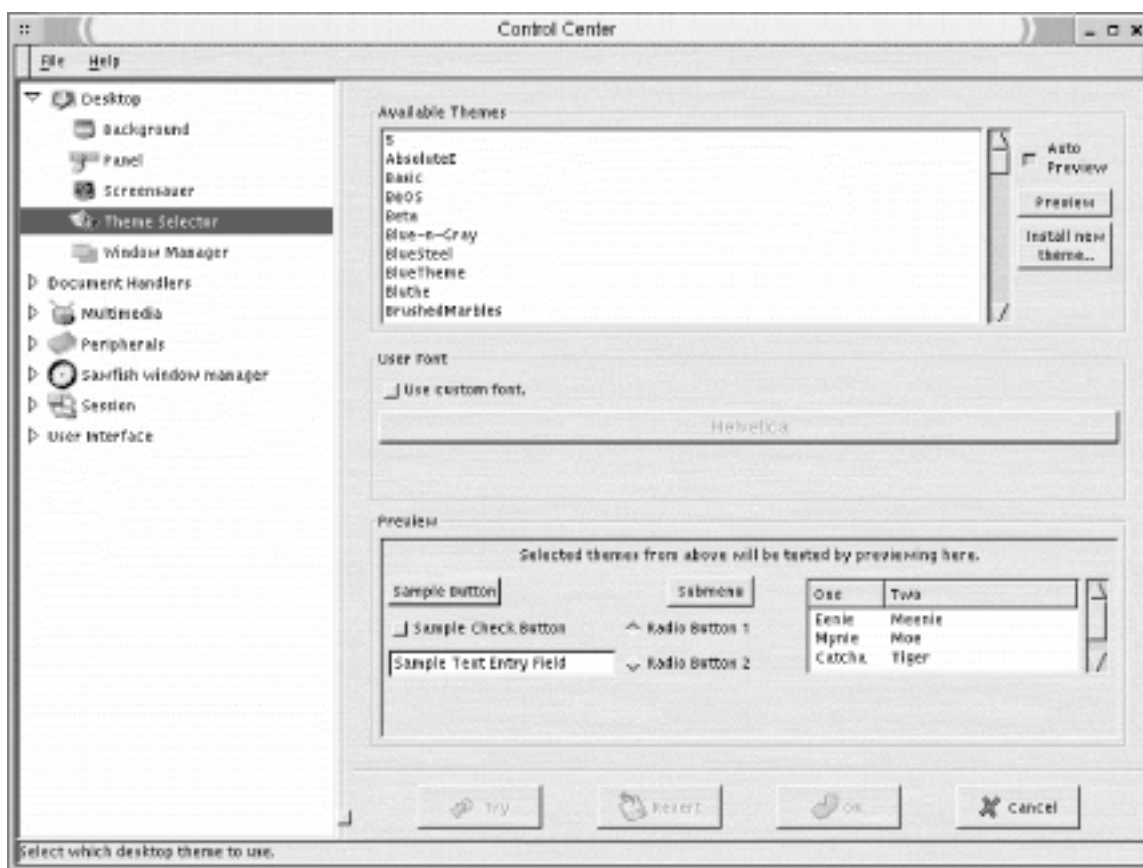 Control Center
File Help
Desktop
Background
Panel
Screensaver
Theme Selector
Window Manager
Document Handlers
Multimedia
Peripherals
Sawfish window manager
Session
User Interface
Available Themes
5
AbsoluteE
Basic
BeOS
Beta
Blue-n-Gray
BlueSteel
BlueTheme
Bluthe
BrushedMarbles
Auto
Preview
Preview
Install new
theme..
User Font
Use custom font.
Helvetica
Preview
Selected themes from above will be tested by previewing here.
Sample Button
Submenu
Sample Check Button
Radio Button 1
Sample Text Entry Field
Radio Button 2
One Two
Eenie Meenie
Mynie Moe
Catcha Tiger
Try
Revert
OK
Cancel
Select which desktop theme to use.